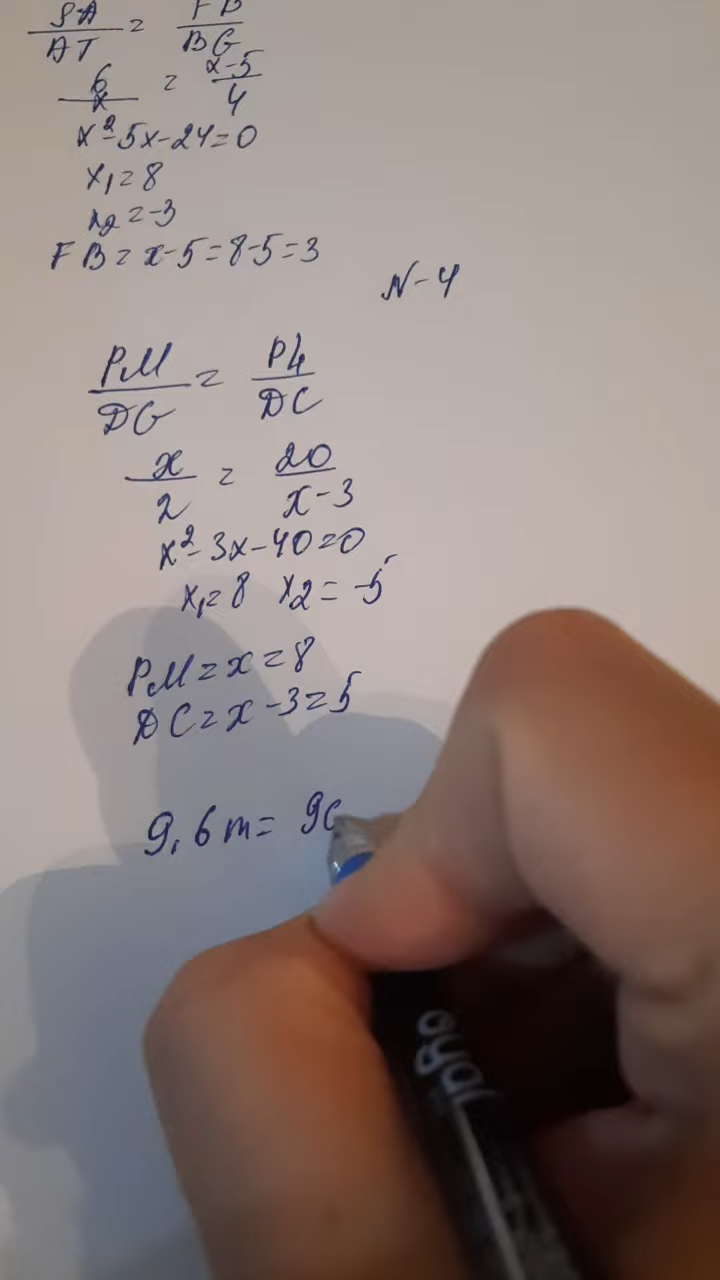 SA/AT = FB/BG
6/x = x-5/4
x²-5x-24=0
x₁=8
x₂=-3
FB=x-5=8-5=3
N-4
PM/DG = P4/DC
x/2 = 20/x-3
x²-3x-40=0
x₁=8 x₂=-5
PM=x=8
DC=x-3=5
9,6m= 96